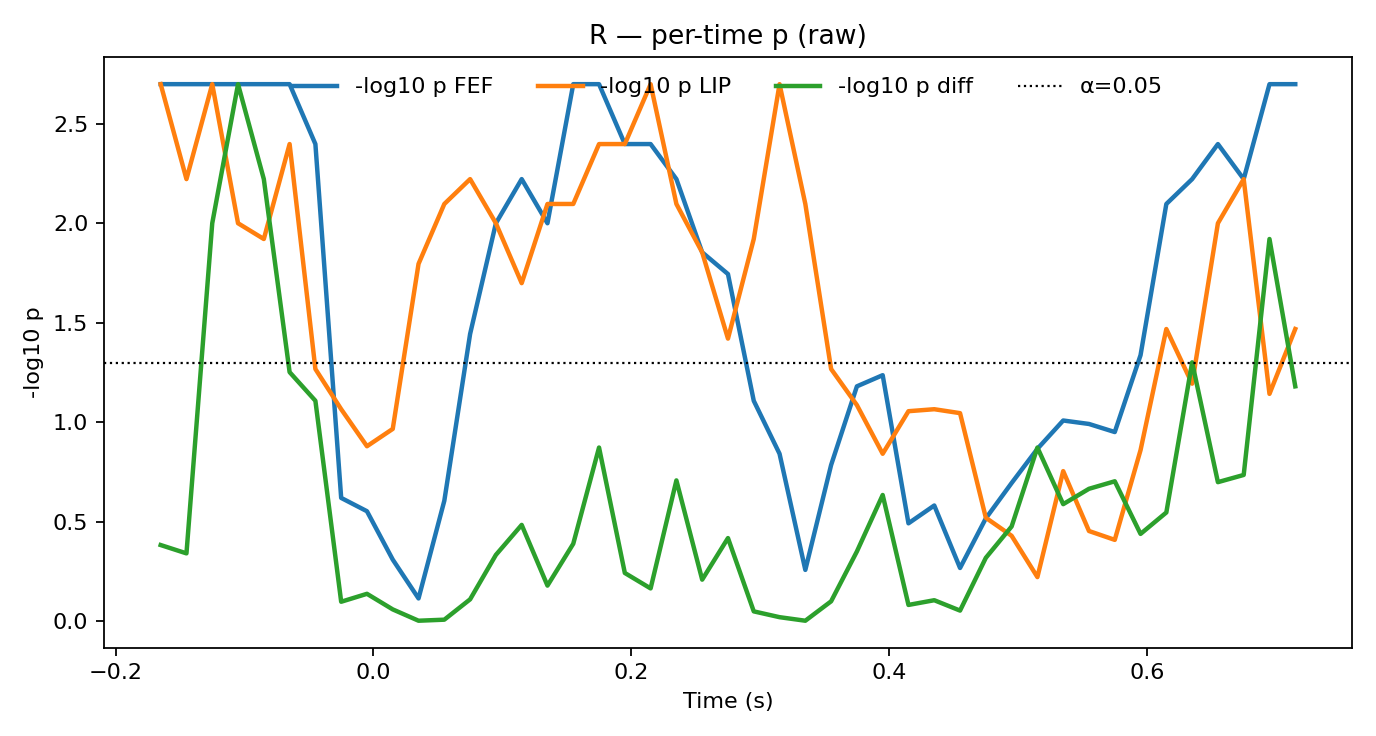 R — per-time p (raw)
-log10 p FEF -log10 p LIP -log10 p diff α=0.05
2.5
2.0
1.5
1.0
0.5
0.0
-log10 p
−0.2 0.0 0.2 0.4 0.6
Time (s)